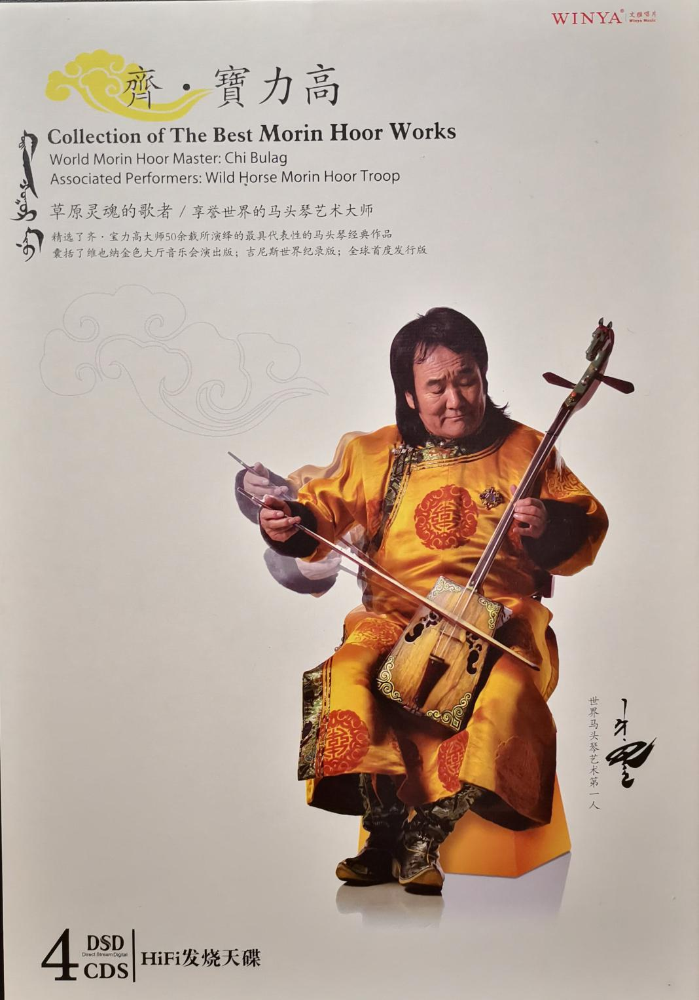 WINYA® 文雅唱片
Winya Music
齊·寶力高
Collection of The Best Morin Hoor Works
World Morin Hoor Master: Chi Bulag
Associated Performers: Wild Horse Morin Hoor Troop
草原灵魂的歌者 / 享誉世界的马头琴艺术大师
精选了齐·宝力高大师50余载所演绎的最具代表性的马头琴经典作品
囊括了维也纳金色大厅音乐会演出版；吉尼斯世界纪录版；全球首度发行版
世界马头琴艺术第一人
4 DSD
Direct Stream Digital
CDS
HiFi发烧天碟